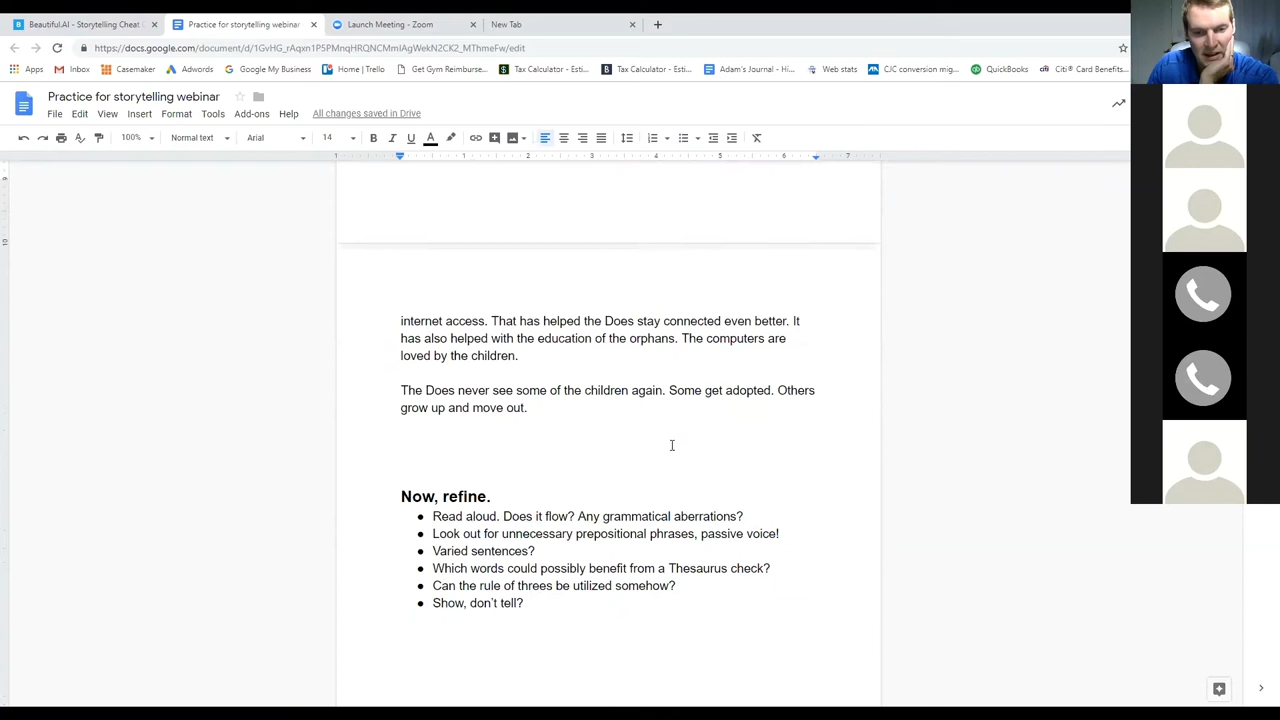 Beautiful.AI - Storytelling Cheat
Practice for storytelling webinar
Launch Meeting - Zoom
New Tab
https://docs.google.com/document/d/1GvHG_rAqxn1P5PMnqHRQNCMmIAgWekN2CK2_MThmeFw/edit
Apps
Inbox
Casemaker
Adwords
Google My Business
Home | Trello
Get Gym Reimburse...
Tax Calculator - Esti...
Tax Calculator - Esti...
Adam's Journal - Hi...
Web stats
CJC conversion mig...
QuickBooks
Citi® Card Benefits...
Practice for storytelling webinar
File Edit View Insert Format Tools Add-ons Help All changes saved in Drive
100% Normal text Arial 14
1 1 2 3 4 5 6 7
internet access. That has helped the Does stay connected even better. It
has also helped with the education of the orphans. The computers are
loved by the children.
The Does never see some of the children again. Some get adopted. Others
grow up and move out.
Now, refine.
● Read aloud. Does it flow? Any grammatical aberrations?
● Look out for unnecessary prepositional phrases, passive voice!
● Varied sentences?
● Which words could possibly benefit from a Thesaurus check?
● Can the rule of threes be utilized somehow?
● Show, don't tell?